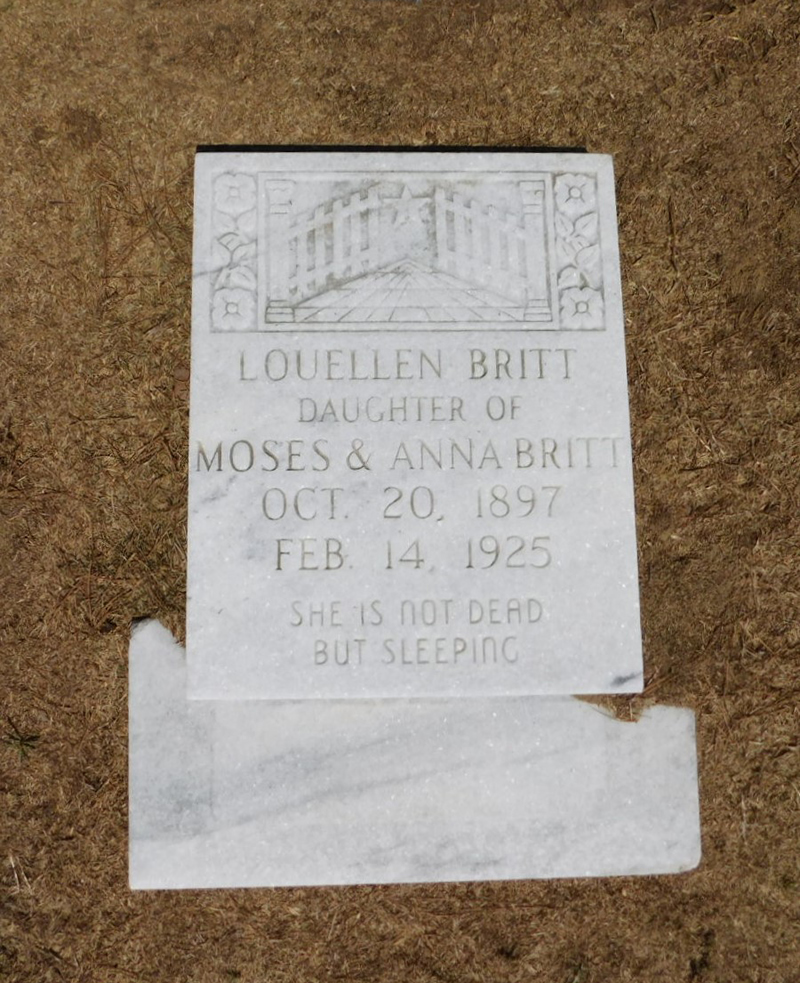 LOUELLEN BRITT
DAUGHTER OF
MOSES & ANNA BRITT
OCT. 20, 1897
FEB. 14, 1925
SHE IS NOT DEAD
BUT SLEEPING